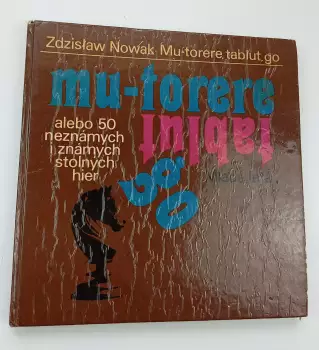 Zdzisław Nowak Mu-torere, tablut, go
mu-torere
alebo 50
neznámych
i známych
stolných
hier
tablut
go